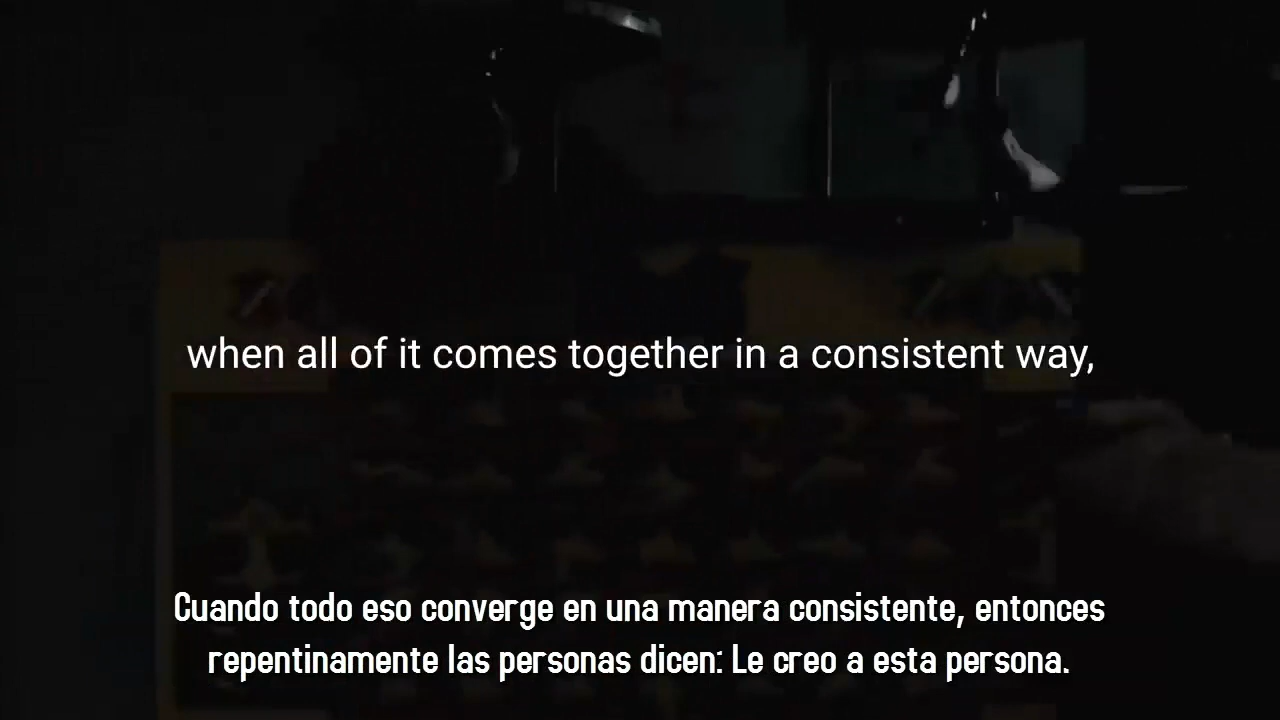 when all of it comes together in a consistent way,
Cuando todo eso converge en una manera consistente, entonces
repentinamente las personas dicen: Le creo a esta persona.